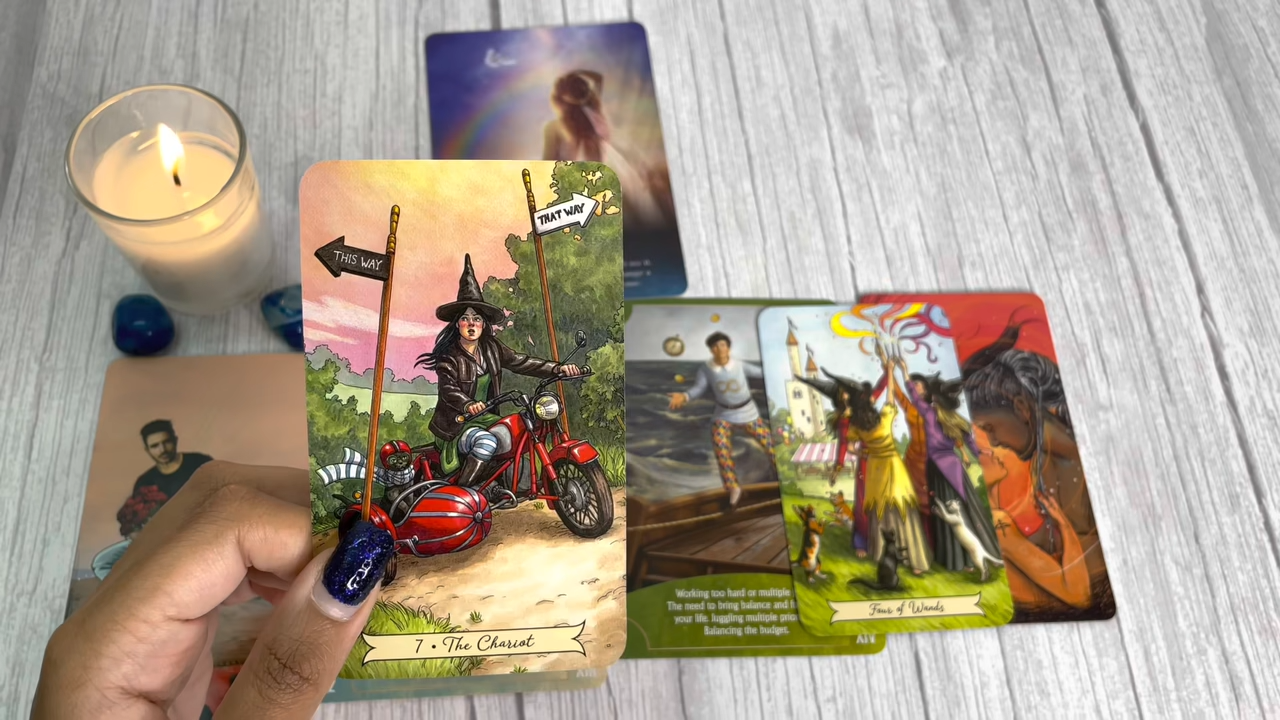 THIS WAY
THAT WAY
7 • The Chariot
Working too hard or multiple
The need to bring balance and
your life. Juggling multiple
Balancing the budget.
XIV
Four of Wands